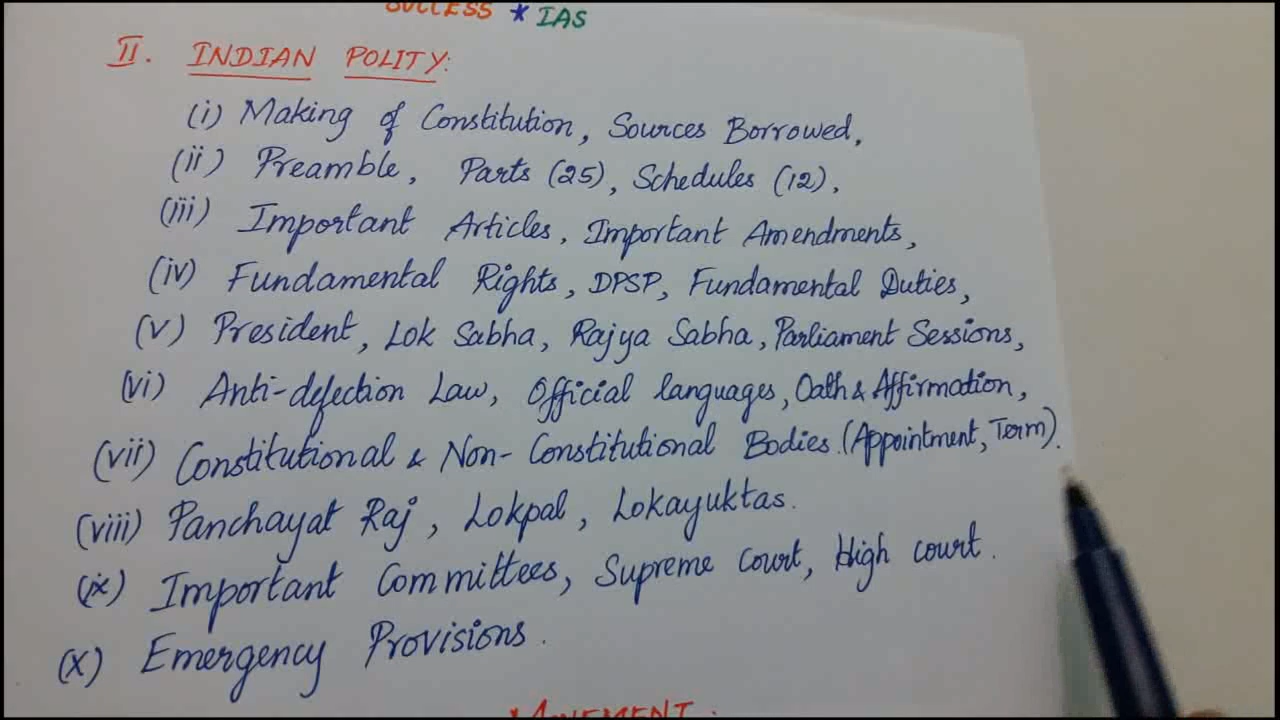 SUCCESS * IAS
II. INDIAN POLITY:
(i) Making of Constitution, Sources Borrowed,
(ii) Preamble, Parts (25), Schedules (12),
(iii) Important Articles, Important Amendments,
(iv) Fundamental Rights, DPSP, Fundamental Duties,
(v) President, Lok Sabha, Rajya Sabha, Parliament Sessions,
(vi) Anti-defection Law, Official languages, Oath & Affirmation,
(vii) Constitutional & Non-Constitutional Bodies. (Appointment, Term).
(viii) Panchayat Raj, Lokpal, Lokayuktas.
(ix) Important Committees, Supreme Court, High court.
(x) Emergency Provisions.